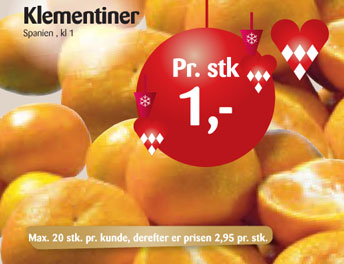 Klementiner
Spanien , kl 1
Pr. stk
1,-
Max. 20 stk. pr. kunde, derefter er prisen 2,95 pr. stk.